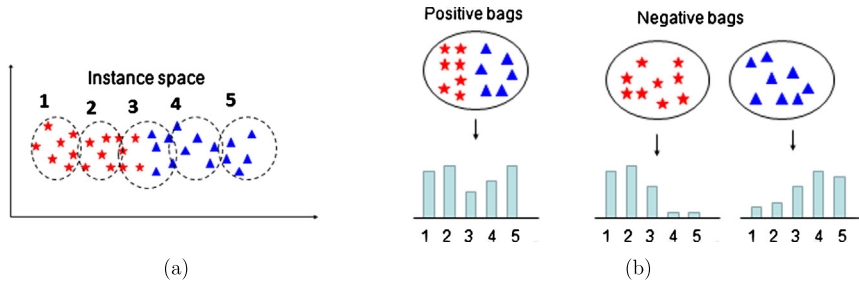 Instance space
1 2 3 4 5
(a)
Positive bags
1 2 3 4 5
Negative bags
1 2 3 4 5
1 2 3 4 5
(b)